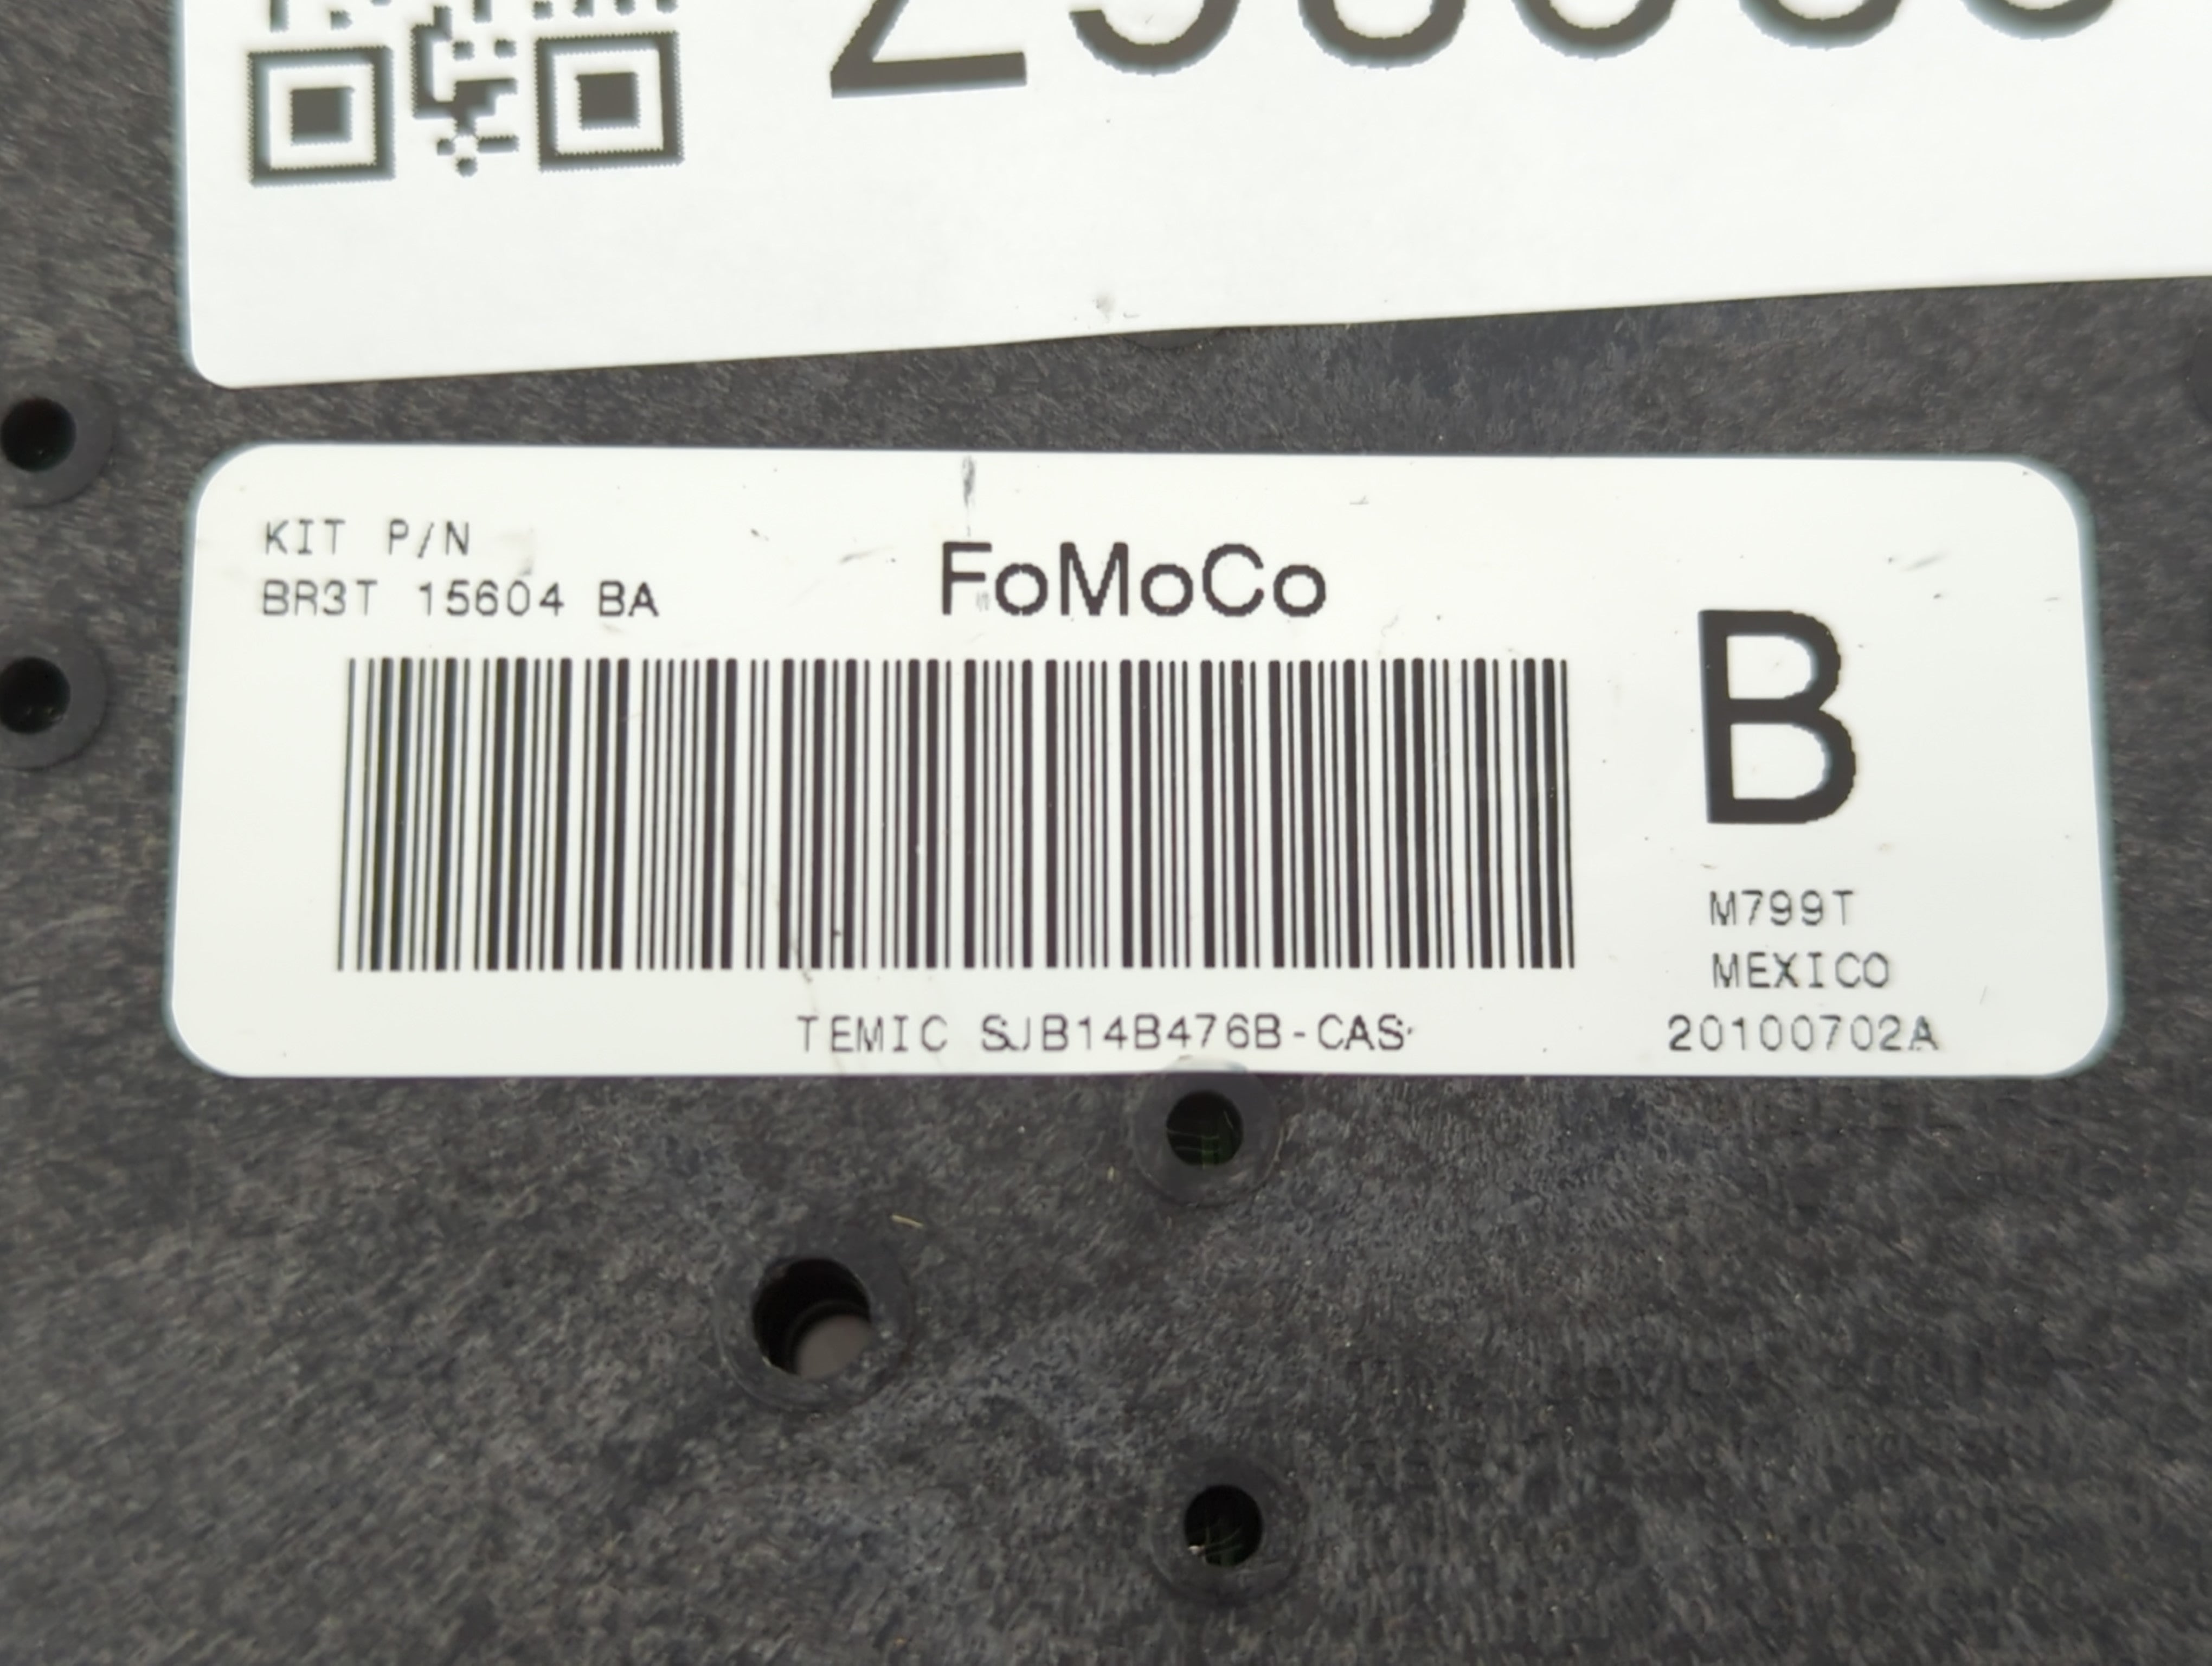 KIT P/N
BR3T 15604 BA
FoMoCo
B
M799T
MEXICO
TEMIC SJB14B476B-CAS
20100702A